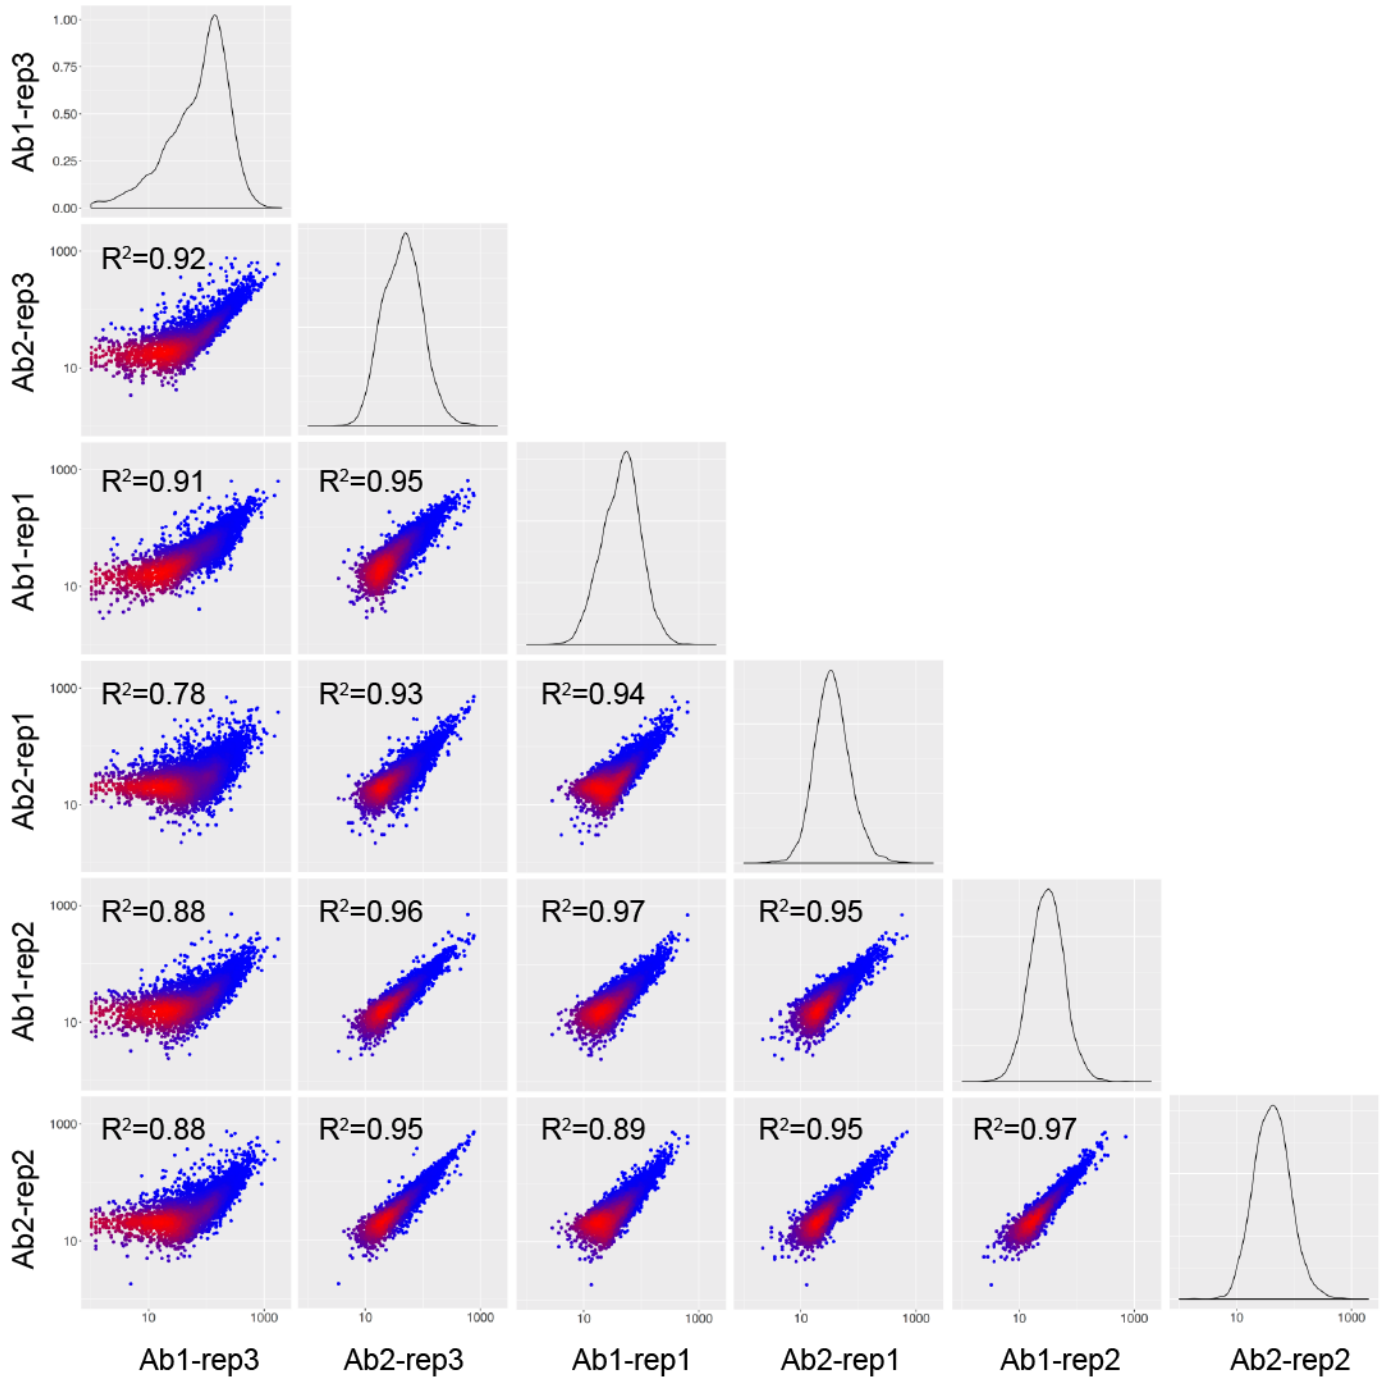 Ab1-rep3
1.00
0.75
0.50
0.25
0.00
Ab2-rep3
1000
10
R²=0.92
Ab1-rep1
1000
10
R²=0.91
R²=0.95
Ab2-rep1
1000
10
R²=0.78
R²=0.93
R²=0.94
Ab1-rep2
1000
10
R²=0.88
R²=0.96
R²=0.97
R²=0.95
Ab2-rep2
1000
10
R²=0.88
R²=0.95
R²=0.89
R²=0.95
R²=0.97
10 1000 10 1000 10 1000 10 1000 10 1000 10 1000
Ab1-rep3 Ab2-rep3 Ab1-rep1 Ab2-rep1 Ab1-rep2 Ab2-rep2